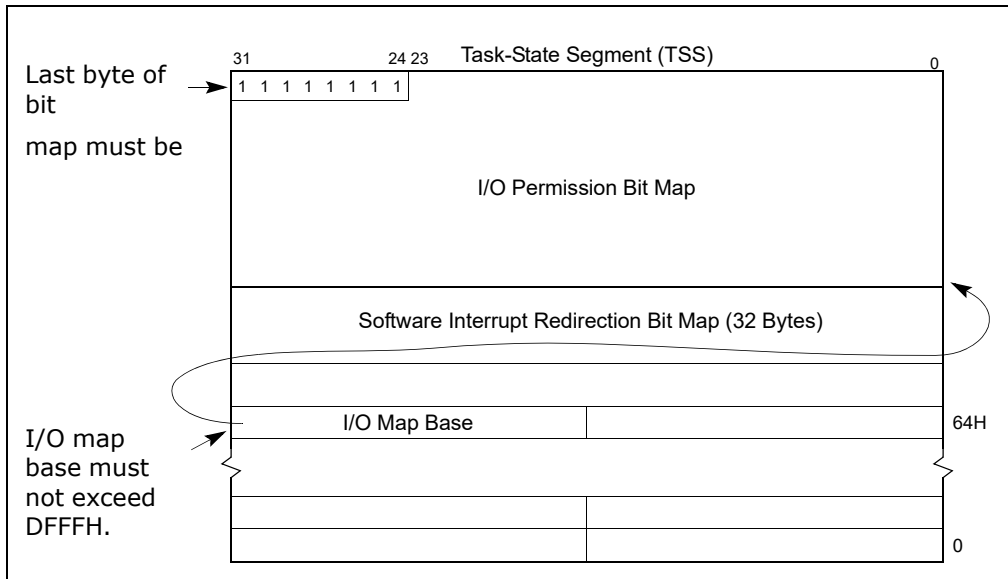 Task-State Segment (TSS)
31 24 23 0
Last byte of
bit
map must be
1 1 1 1 1 1 1 1
I/O Permission Bit Map
Software Interrupt Redirection Bit Map (32 Bytes)
I/O Map Base
64H
I/O map
base must
not exceed
DFFFH.
0